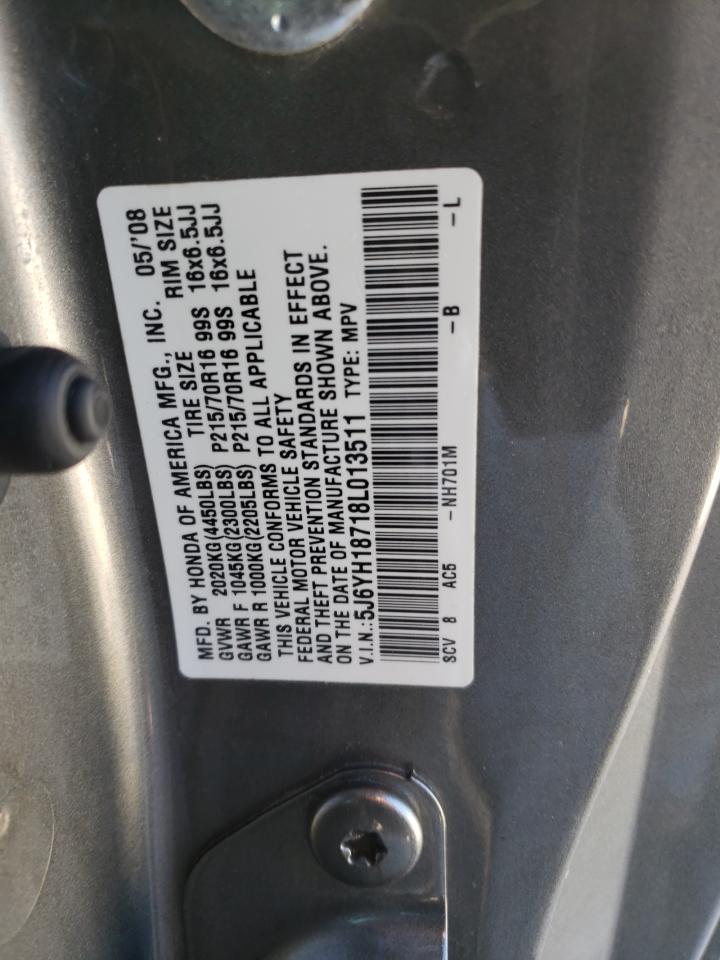 MFD. BY HONDA OF AMERICA MFG., INC. 05/'08
GVWR 2020KG(4450LBS) TIRE SIZE RIM SIZE
GAWR F 1045KG(2300LBS) P215/70R16 99S 16x6.5JJ
GAWR R 1000KG(2205LBS) P215/70R16 99S 16x6.5JJ
THIS VEHICLE CONFORMS TO ALL APPLICABLE
FEDERAL MOTOR VEHICLE SAFETY
AND THEFT PREVENTION STANDARDS IN EFFECT
ON THE DATE OF MANUFACTURE SHOWN ABOVE.
V.I.N.:5J6YH18718L013511 TYPE: MPV
SCV 8 AC5 -NH701M -B -L